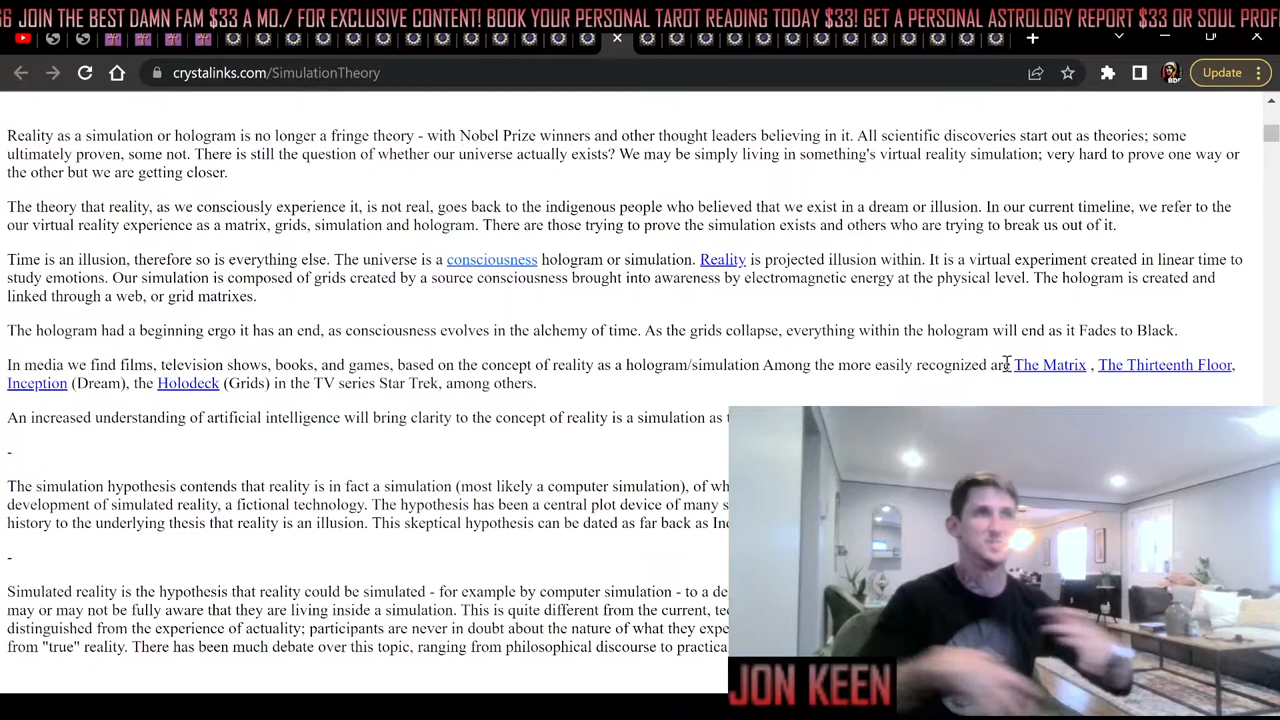 JOIN THE BEST DAMN FAM $33 A MO./ FOR EXCLUSIVE CONTENT! BOOK YOUR PERSONAL TAROT READING TODAY $33! GET A PERSONAL ASTROLOGY REPORT $33 OR SOUL
crystalinks.com/SimulationTheory
Update
Reality as a simulation or hologram is no longer a fringe theory - with Nobel Prize winners and other thought leaders believing in it. All scientific discoveries start out as theories; some
ultimately proven, some not. There is still the question of whether our universe actually exists? We may be simply living in something's virtual reality simulation; very hard to prove one way or
the other but we are getting closer.
The theory that reality, as we consciously experience it, is not real, goes back to the indigenous people who believed that we exist in a dream or illusion. In our current timeline, we refer to the
our virtual reality experience as a matrix, grids, simulation and hologram. There are those trying to prove the simulation exists and others who are trying to break us out of it.
Time is an illusion, therefore so is everything else. The universe is a consciousness hologram or simulation. Reality is projected illusion within. It is a virtual experiment created in linear time to
study emotions. Our simulation is composed of grids created by a source consciousness brought into awareness by electromagnetic energy at the physical level. The hologram is created and
linked through a web, or grid matrixes.
The hologram had a beginning ergo it has an end, as consciousness evolves in the alchemy of time. As the grids collapse, everything within the hologram will end as it Fades to Black.
In media we find films, television shows, books, and games, based on the concept of reality as a hologram/simulation Among the more easily recognized are The Matrix , The Thirteenth Floor,
Inception (Dream), the Holodeck (Grids) in the TV series Star Trek, among others.
An increased understanding of artificial intelligence will bring clarity to the concept of reality is a simulation as
-
The simulation hypothesis contends that reality is in fact a simulation (most likely a computer simulation), of
development of simulated reality, a fictional technology. The hypothesis has been a central plot device of many
history to the underlying thesis that reality is an illusion. This skeptical hypothesis can be dated as far back as
-
Simulated reality is the hypothesis that reality could be simulated - for example by computer simulation - to a
may or may not be fully aware that they are living inside a simulation. This is quite different from the current,
distinguished from the experience of actuality; participants are never in doubt about the nature of what they
from "true" reality. There has been much debate over this topic, ranging from philosophical discourse to
JON KEEN